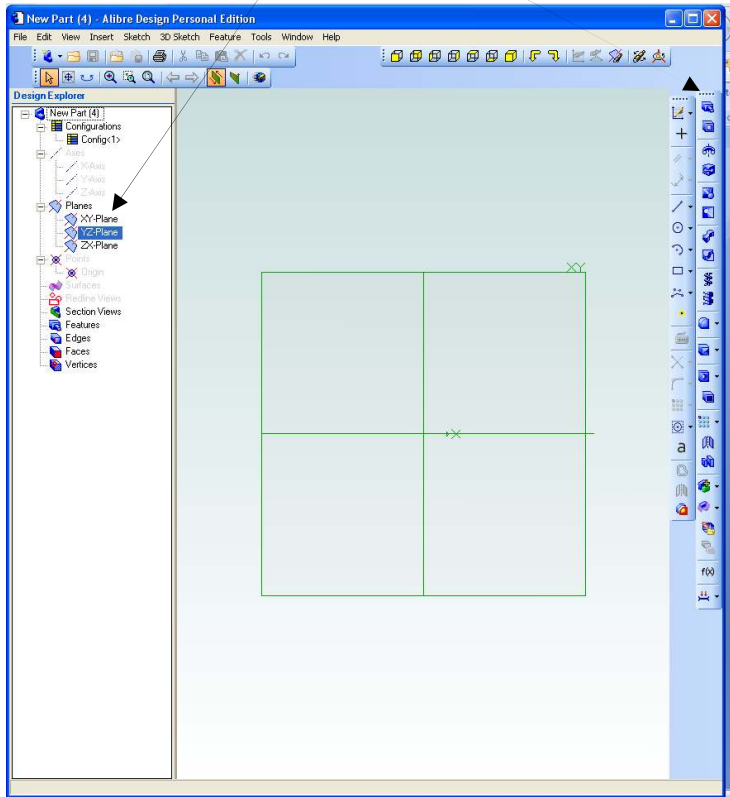 New Part (4) - Alibre Design Personal Edition
File Edit View Insert Sketch 3D Sketch Feature Tools Window Help
Design Explorer
New Part (4)
Configurations
Config<1>
Axes
X-Axis
Y-Axis
Z-Axis
Planes
XY-Plane
YZ-Plane
ZX-Plane
Points
Origin
Surfaces
Redline Views
Section Views
Features
Edges
Faces
Vertices
XY
X
a
f(x)